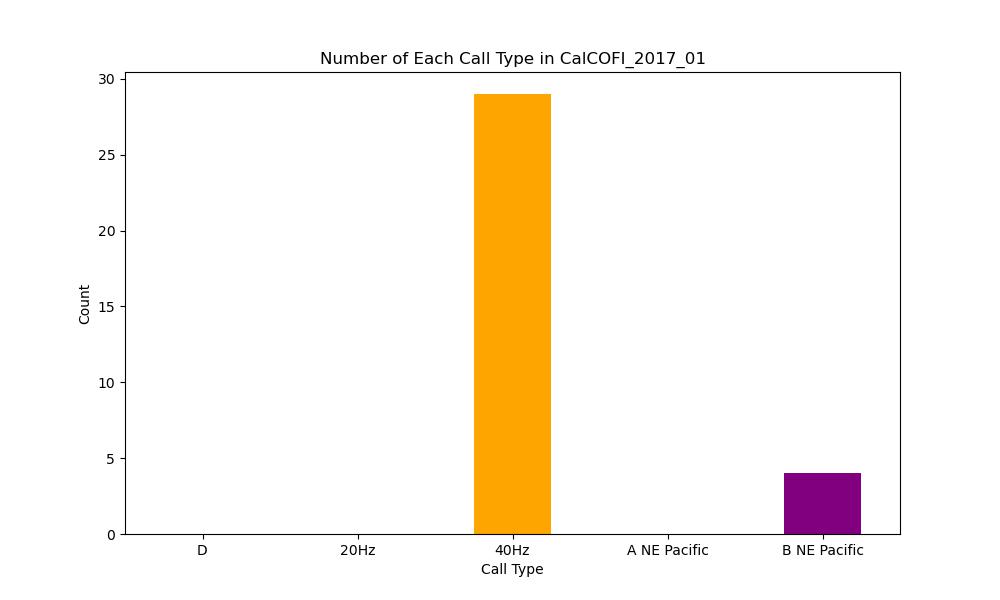 Number of Each Call Type in CalCOFI_2017_01
30
25
20
15
10
5
0
Count
D 20Hz 40Hz A NE Pacific B NE Pacific
Call Type